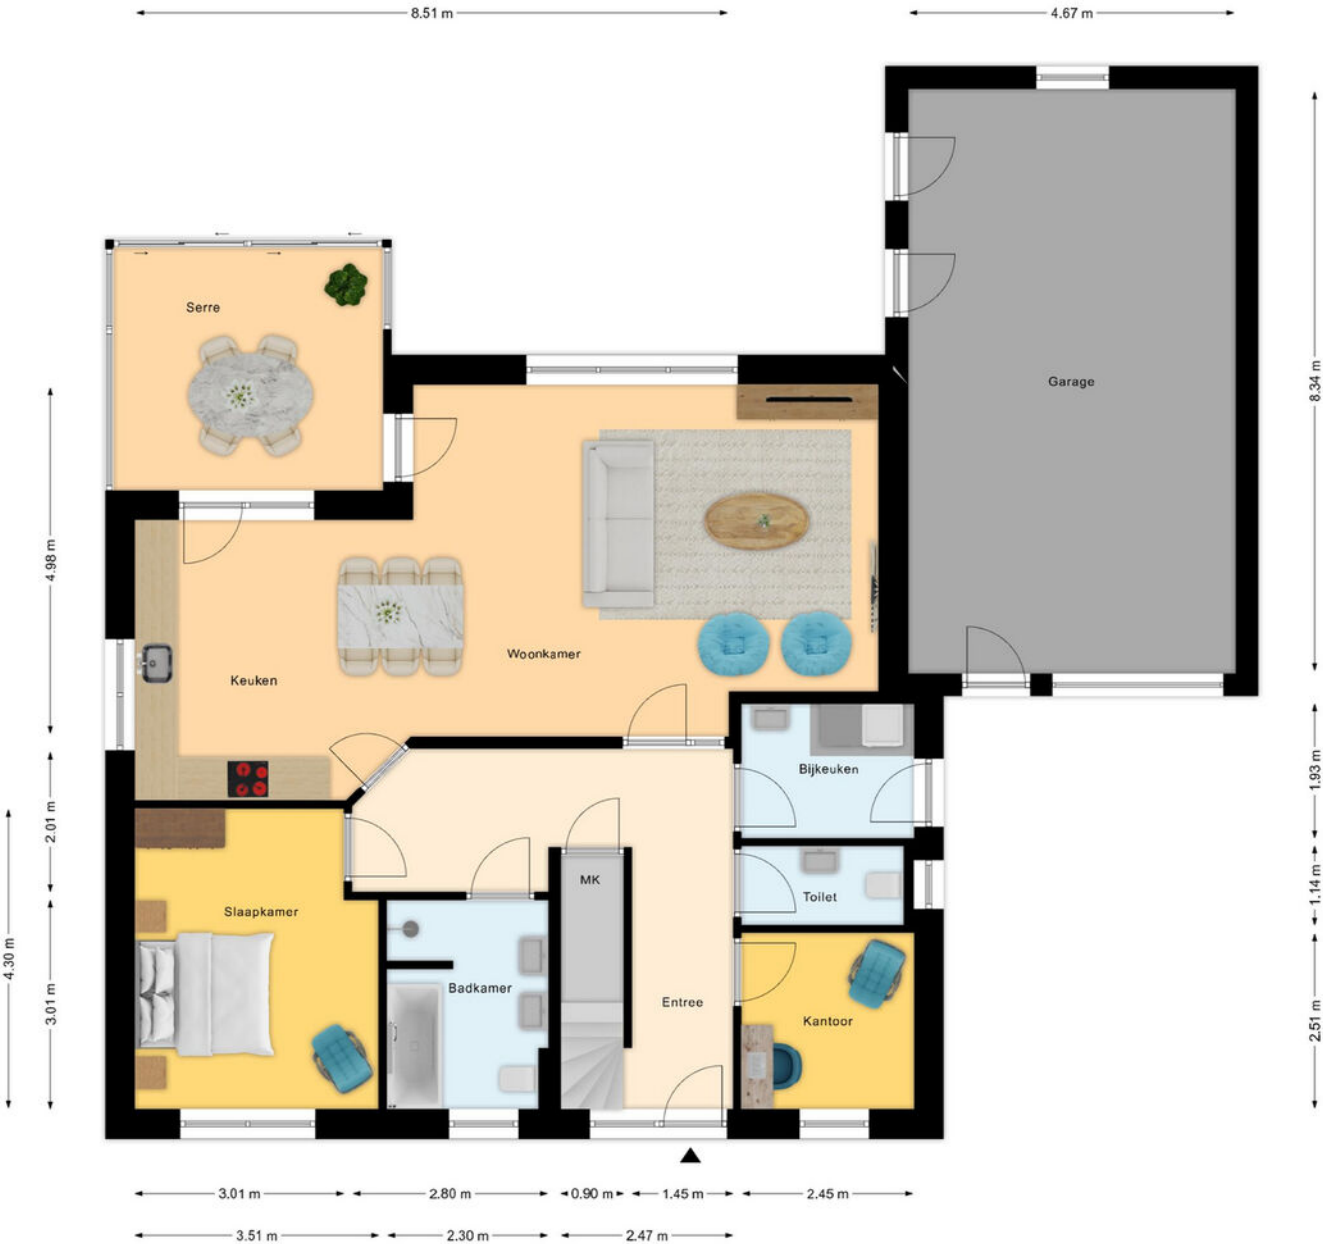 8.51 m
4.67 m
8.34 m
Serre
Garage
4.98 m
Woonkamer
Keuken
Bijkeuken
1.93 m
2.01 m
MK
Toilet
1.14 m
Slaapkamer
4.30 m
3.01 m
Badkamer
Entree
Kantoor
2.51 m
3.01 m
2.80 m
0.90 m
1.45 m
2.45 m
3.51 m
2.30 m
2.47 m